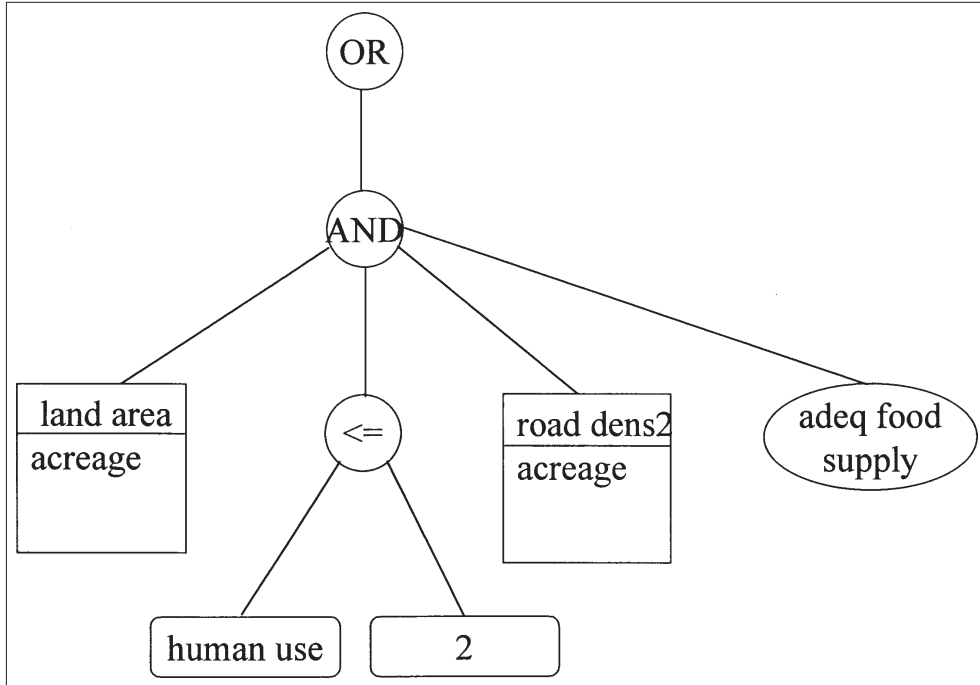 OR
AND
land area
acreage
<=
road dens2
acreage
adeq food
supply
human use
2